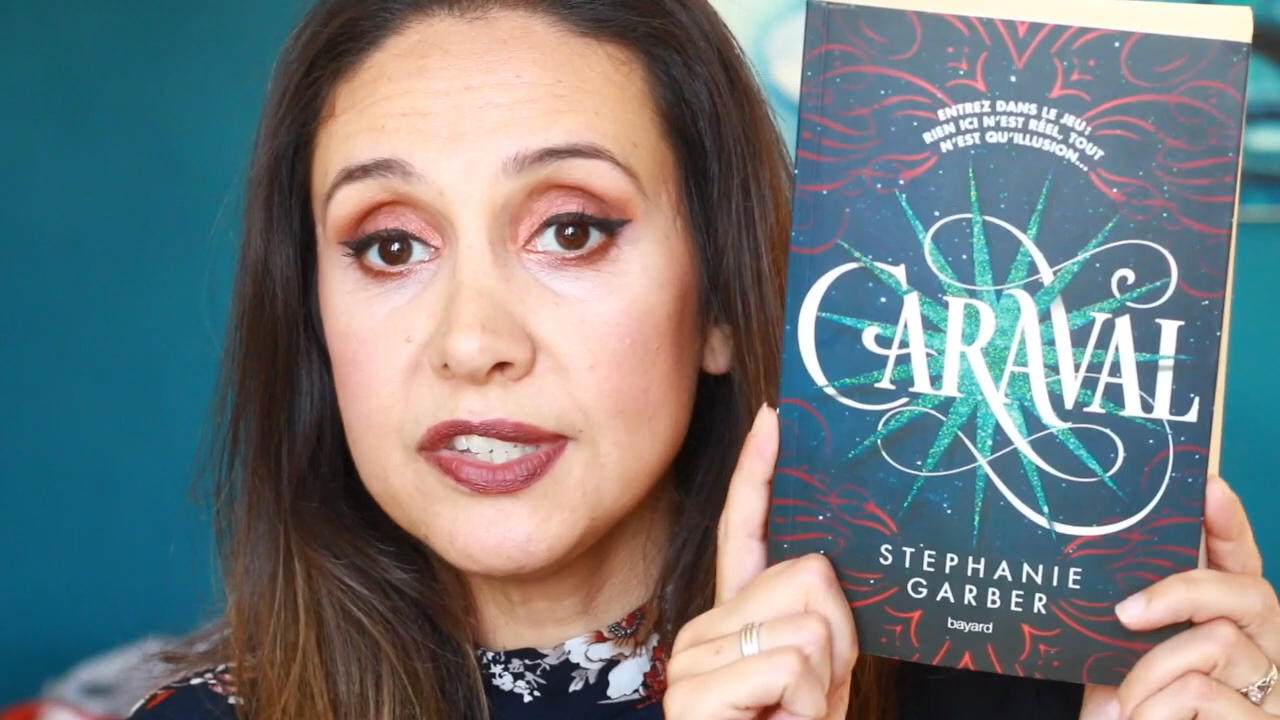 ENTREZ DANS LE JEU :
RIEN ICI N'EST RÉEL, TOUT
N'EST QU'ILLUSION...
CARAVAL
STEPHANIE
GARBER
bayard